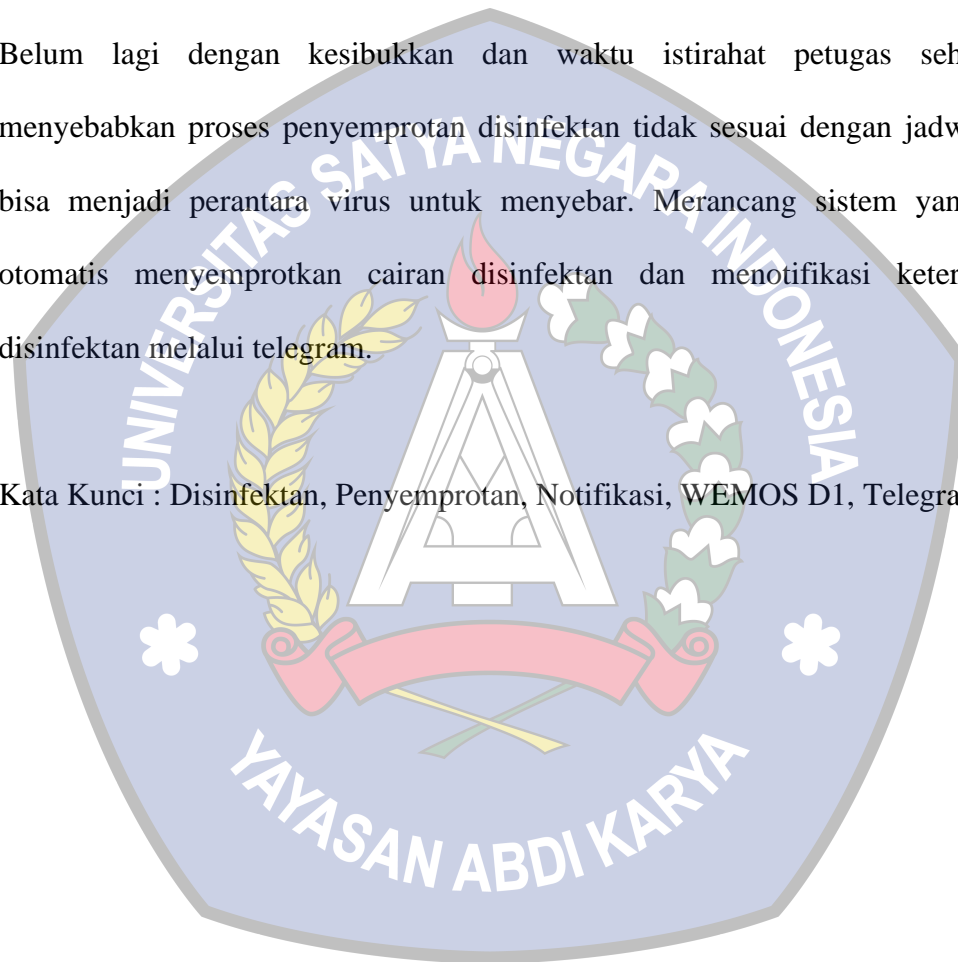 Belum lagi dengan kesibukkan dan waktu istirahat petugas seh
menyebabkan proses penyemprotan disinfektan tidak sesuai dengan jadw
bisa menjadi perantara virus untuk menyebar. Merancang sistem yan
otomatis menyemprotkan cairan disinfektan dan menotifikasi keter
disinfektan melalui telegram.
Kata Kunci : Disinfektan, Penyemprotan, Notifikasi, WEMOS D1, Telegra
UNIVERSITAS SATYA NEGARA INDONESIA
YAYASAN ABDI KARYA